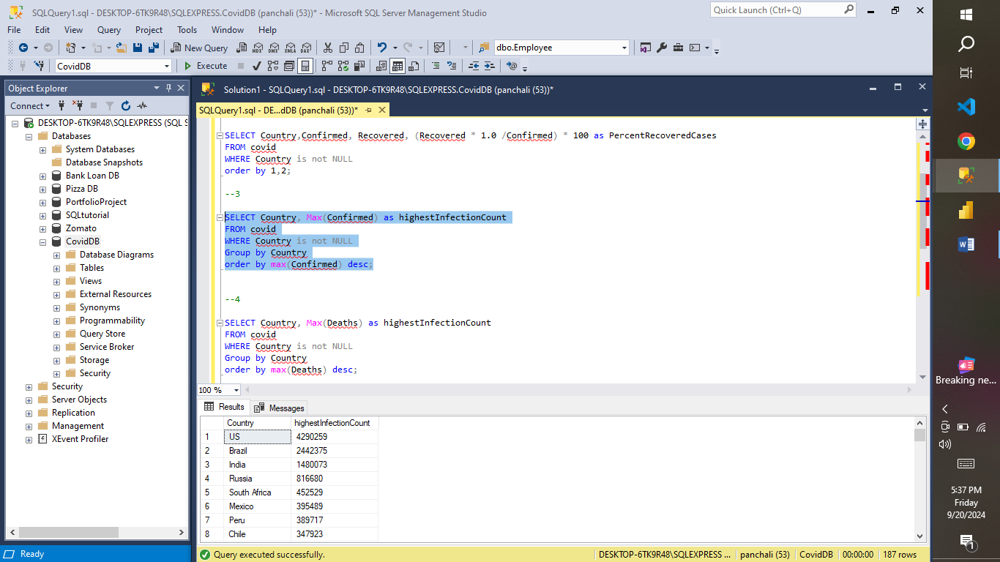 SQLQuery1.sql - DESKTOP-6TK9R48\SQLEXPRESS.CovidDB (panchali (53))* - Microsoft SQL Server Management Studio
Quick Launch (Ctrl+Q)
File Edit View Query Project Tools Window Help
New Query MDX DMX XMLA DAX dbo.Employee
CovidDB Execute
Object Explorer
Connect
DESKTOP-6TK9R48\SQLEXPRESS (SQL S
Databases
System Databases
Database Snapshots
Bank Loan DB
Pizza DB
PortfolioProject
SQLtutorial
Zomato
CovidDB
Database Diagrams
Tables
Views
External Resources
Synonyms
Programmability
Query Store
Service Broker
Storage
Security
Security
Server Objects
Replication
Management
XEvent Profiler
Solution1 - SQLQuery1.sql - DESKTOP-6TK9R48\SQLEXPRESS.CovidDB (panchali (53))*
SQLQuery1.sql - DE...dDB (panchali (53))*
SELECT Country,Confirmed, Recovered, (Recovered * 1.0 /Confirmed) * 100 as PercentRecoveredCases
FROM covid
WHERE Country is not NULL
order by 1,2;
--3
SELECT Country, Max(Confirmed) as highestInfectionCount
FROM covid
WHERE Country is not NULL
Group by Country
order by max(Confirmed) desc;
--4
SELECT Country, Max(Deaths) as highestInfectionCount
FROM covid
WHERE Country is not NULL
Group by Country
order by max(Deaths) desc;
100 %
Results Messages
Country highestInfectionCount
1 US 4290259
2 Brazil 2442375
3 India 1480073
4 Russia 816680
5 South Africa 452529
6 Mexico 395489
7 Peru 389717
8 Chile 347923
Query executed successfully. DESKTOP-6TK9R48\SQLEXPRESS ... panchali (53) CovidDB 00:00:00 187 rows
Ready
Breaking ne...
5:37 PM
Friday
9/20/2024
1